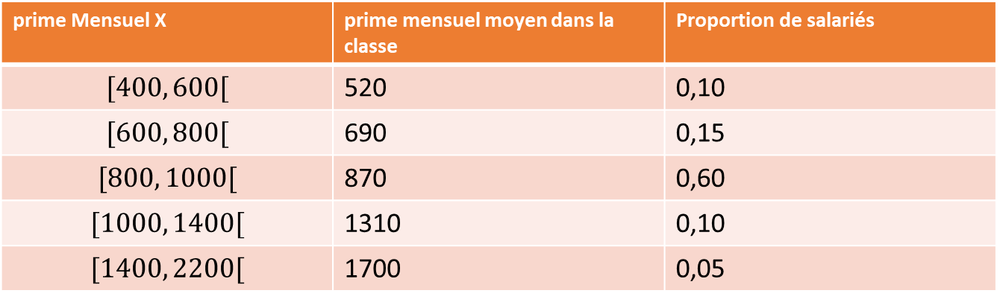 prime Mensuel X prime mensuel moyen dans la classe Proportion de salariés
[400, 600[ 520 0,10
[600, 800[ 690 0,15
[800, 1000[ 870 0,60
[1000, 1400[ 1310 0,10
[1400, 2200[ 1700 0,05